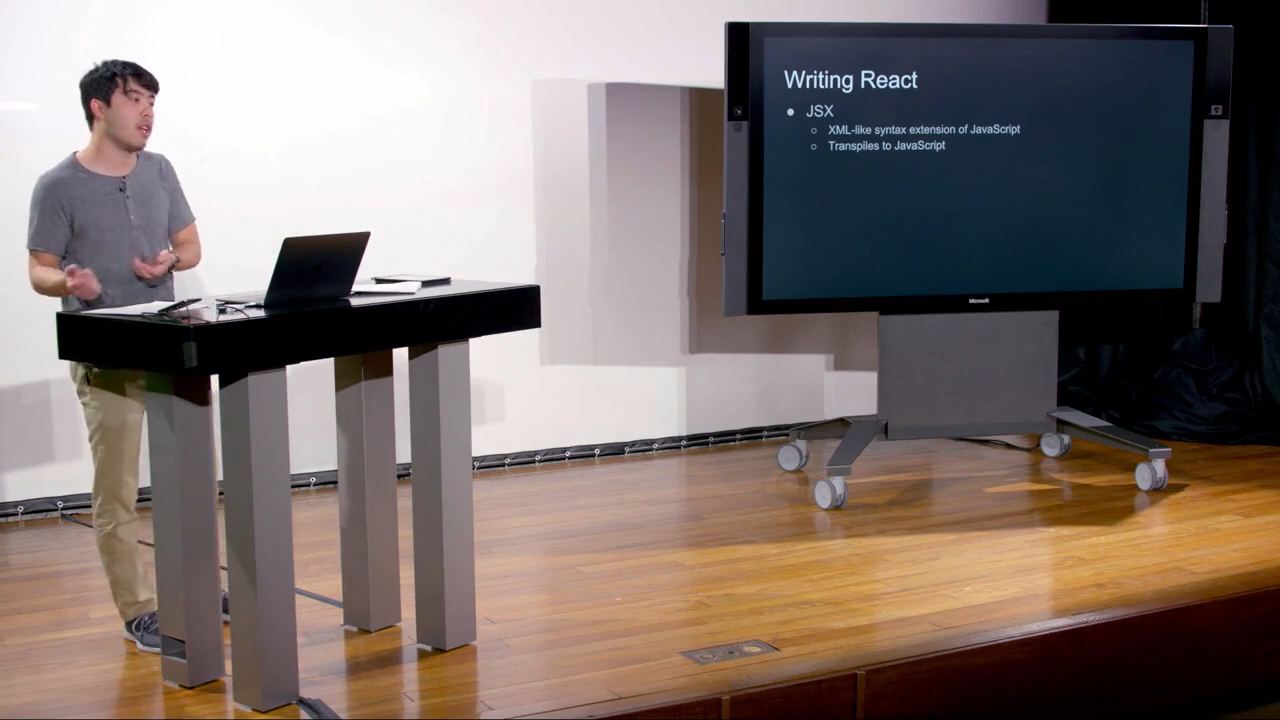 Writing React
● JSX
○ XML-like syntax extension of JavaScript
○ Transpiles to JavaScript
Microsoft